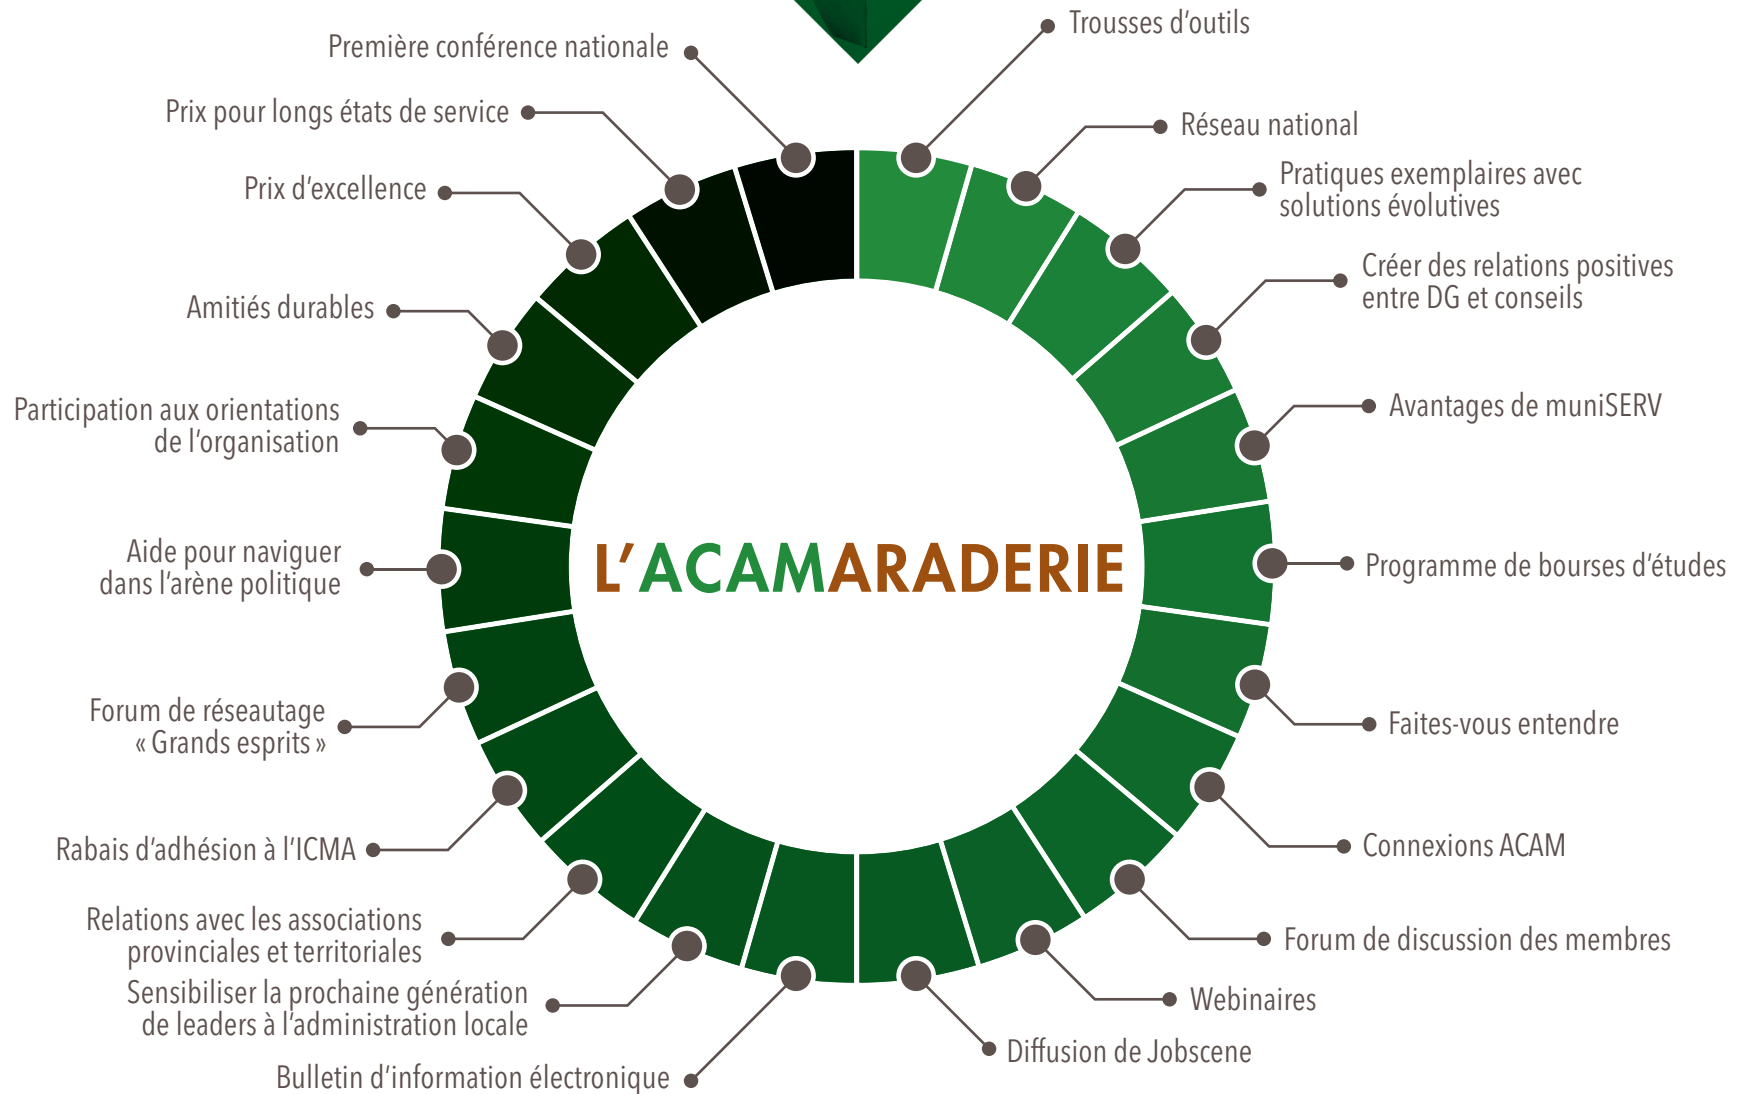 Trousses d'outils
Réseau national
Pratiques exemplaires avec
solutions évolutives
Créer des relations positives
entre DG et conseils
Avantages de muniSERV
Programme de bourses d'études
Faites-vous entendre
Connexions ACAM
Forum de discussion des membres
Webinaires
Diffusion de Jobscene
Bulletin d'information électronique
Sensibiliser la prochaine génération
de leaders à l'administration locale
Relations avec les associations
provinciales et territoriales
Rabais d'adhésion à l'ICMA
Forum de réseautage
« Grands esprits »
Aide pour naviguer
dans l'arène politique
Participation aux orientations
de l'organisation
Amitiés durables
Prix d'excellence
Prix pour longs états de service
Première conférence nationale
L'ACAMARADERIE